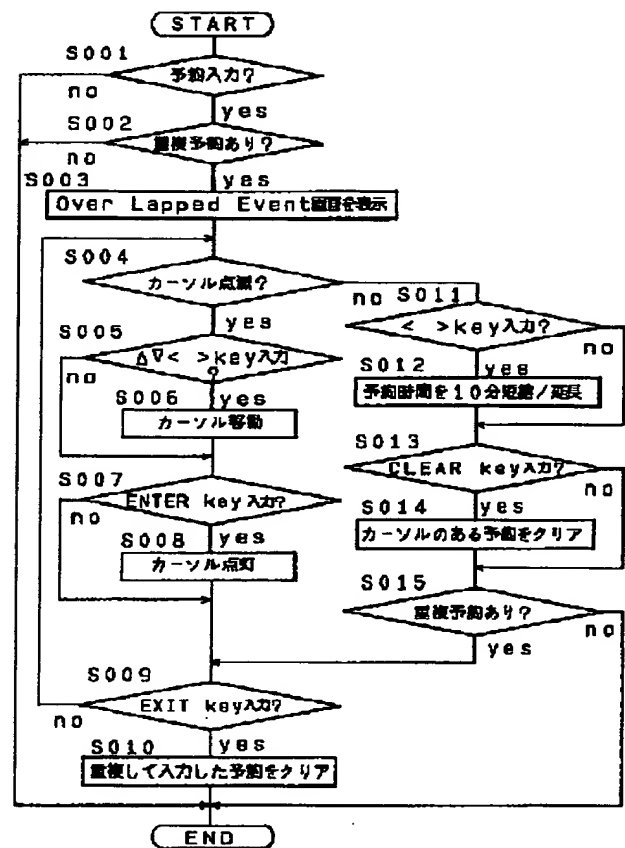 START
S001
予約入力?
no
yes
S002
重複予約あり?
no
yes
S003
Over Lapped Event画面を表示
S004
カーソル点滅?
no
yes
S005
△▽< >key入力?
no
yes
S006
カーソル移動
S007
ENTER key入力?
no
yes
S008
カーソル点灯
S011
< >key入力?
no
yes
S012
予約時間を10分短縮/延長
S013
CLEAR key入力?
no
yes
S014
カーソルのある予約をクリア
S015
重複予約あり?
no
yes
S009
EXIT key入力?
no
yes
S010
重複して入力した予約をクリア
END